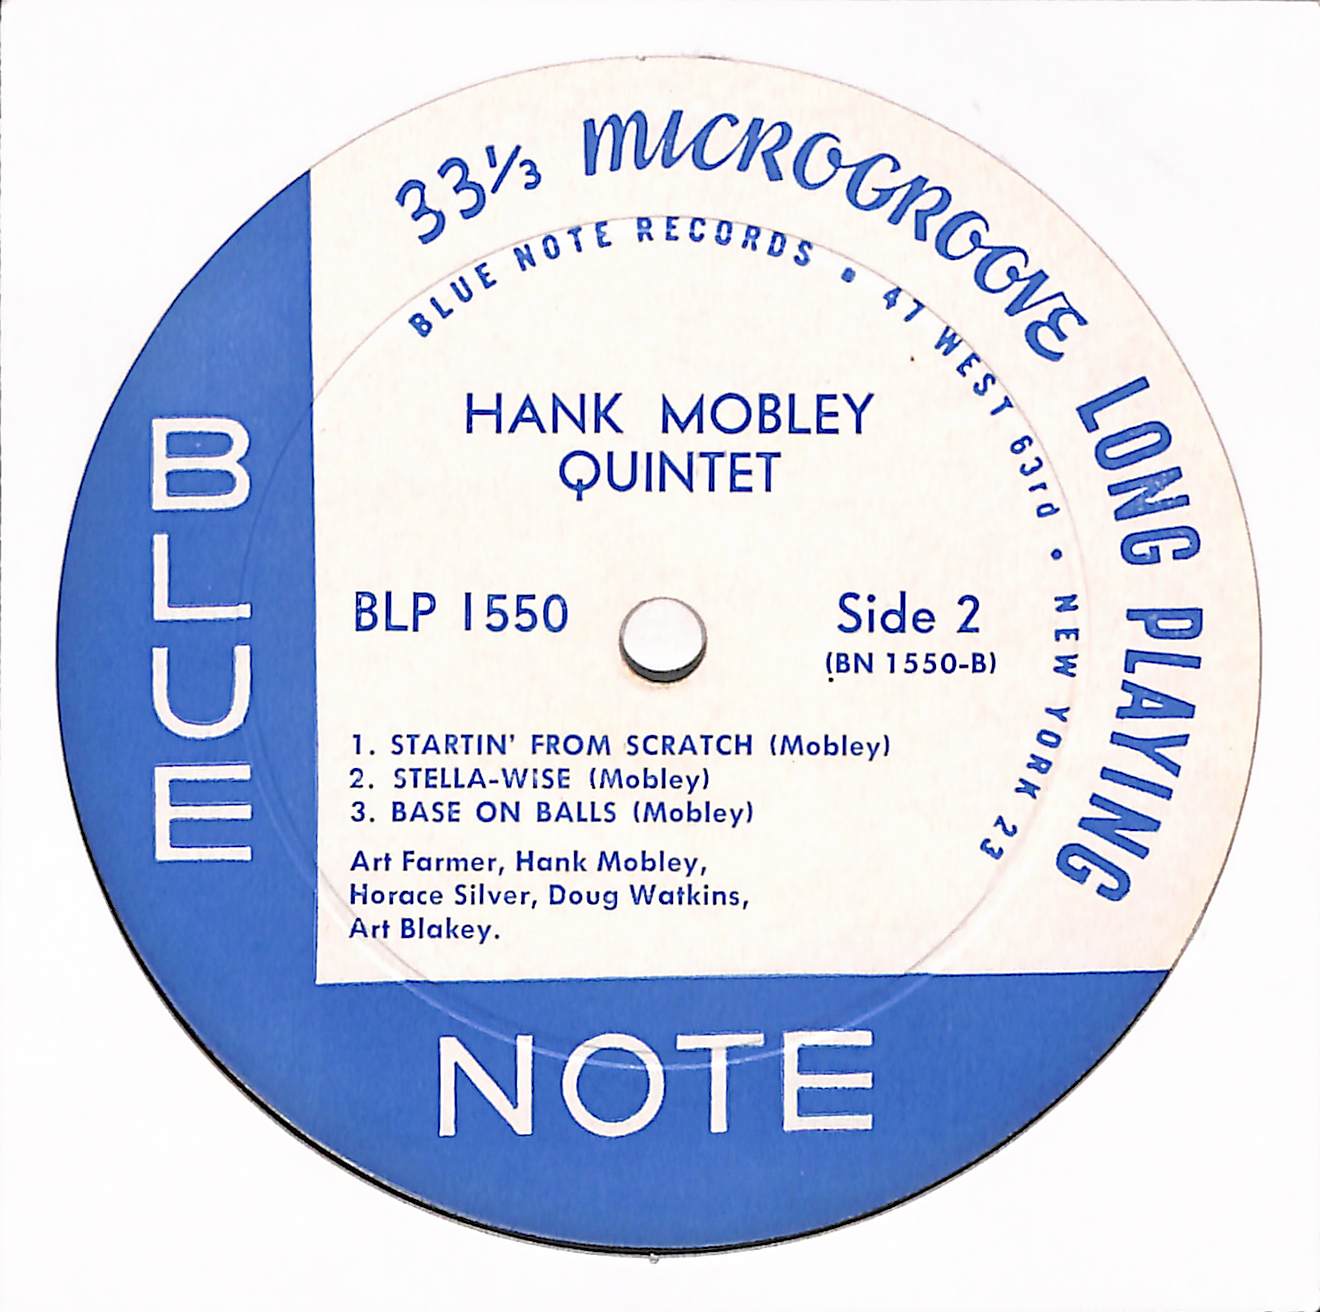 33⅓ MICROGROOVE LONG PLAYING
BLUE NOTE RECORDS • 47 WEST 63rd • NEW YORK 23
HANK MOBLEY
QUINTET
BLP 1550
Side 2
(BN 1550-B)
1. STARTIN' FROM SCRATCH (Mobley)
2. STELLA-WISE (Mobley)
3. BASE ON BALLS (Mobley)
Art Farmer, Hank Mobley,
Horace Silver, Doug Watkins,
Art Blakey.
BLUE
NOTE